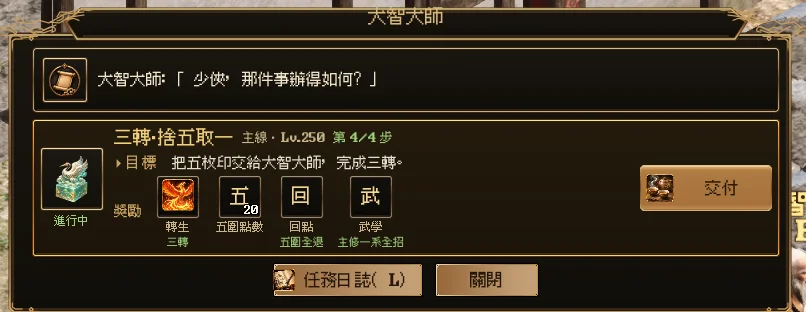 大智大師
大智大師:「 少俠, 那件事辦得如何? 」
三轉·捨五取一 主線 · Lv.250 第 4/4 步
目標 把五枚印交給大智大師, 完成三轉。
進行中
獎勵
轉生
三轉
五
20
五圍點數
回
回點
五圍全退
武
武學
主修一系全招
交付
任務日誌( L)
關閉